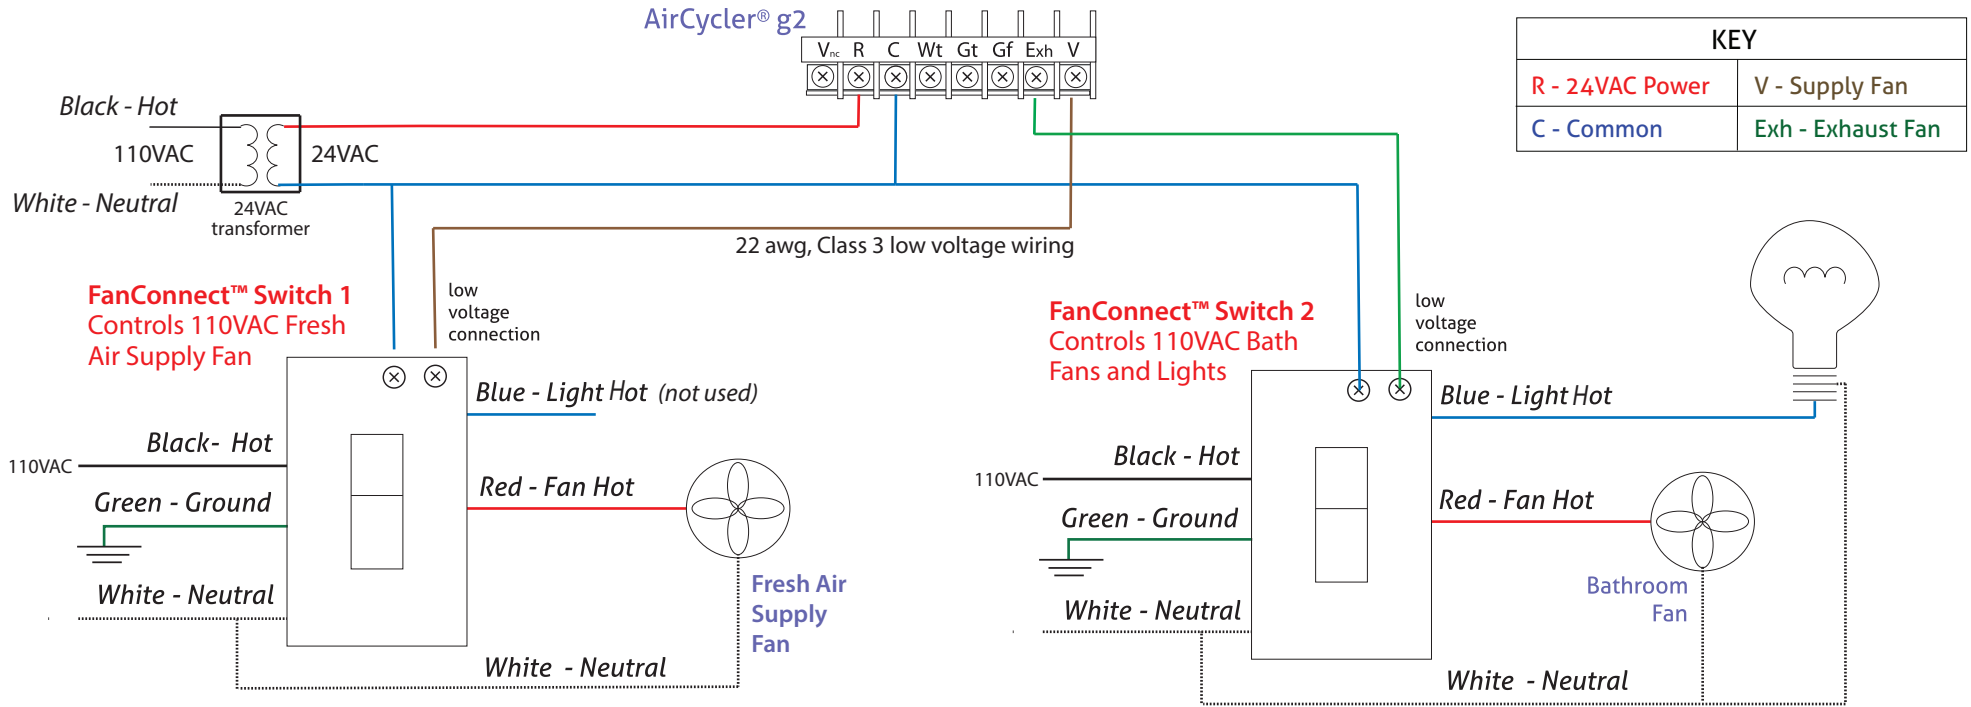 AirCycler® g2
Vnc R C Wt Gt Gf Exh V
KEY
R - 24VAC Power
V - Supply Fan
C - Common
Exh - Exhaust Fan
Black - Hot
110VAC
24VAC
White - Neutral
24VAC
transformer
22 awg, Class 3 low voltage wiring
FanConnect™ Switch 1
Controls 110VAC Fresh
Air Supply Fan
low
voltage
connection
Blue - Light Hot (not used)
Black- Hot
110VAC
Green - Ground
Red - Fan Hot
White - Neutral
Fresh Air
Supply
Fan
White - Neutral
FanConnect™ Switch 2
Controls 110VAC Bath
Fans and Lights
low
voltage
connection
Blue - Light Hot
Black - Hot
110VAC
Green - Ground
Red - Fan Hot
White - Neutral
Bathroom
Fan
White - Neutral